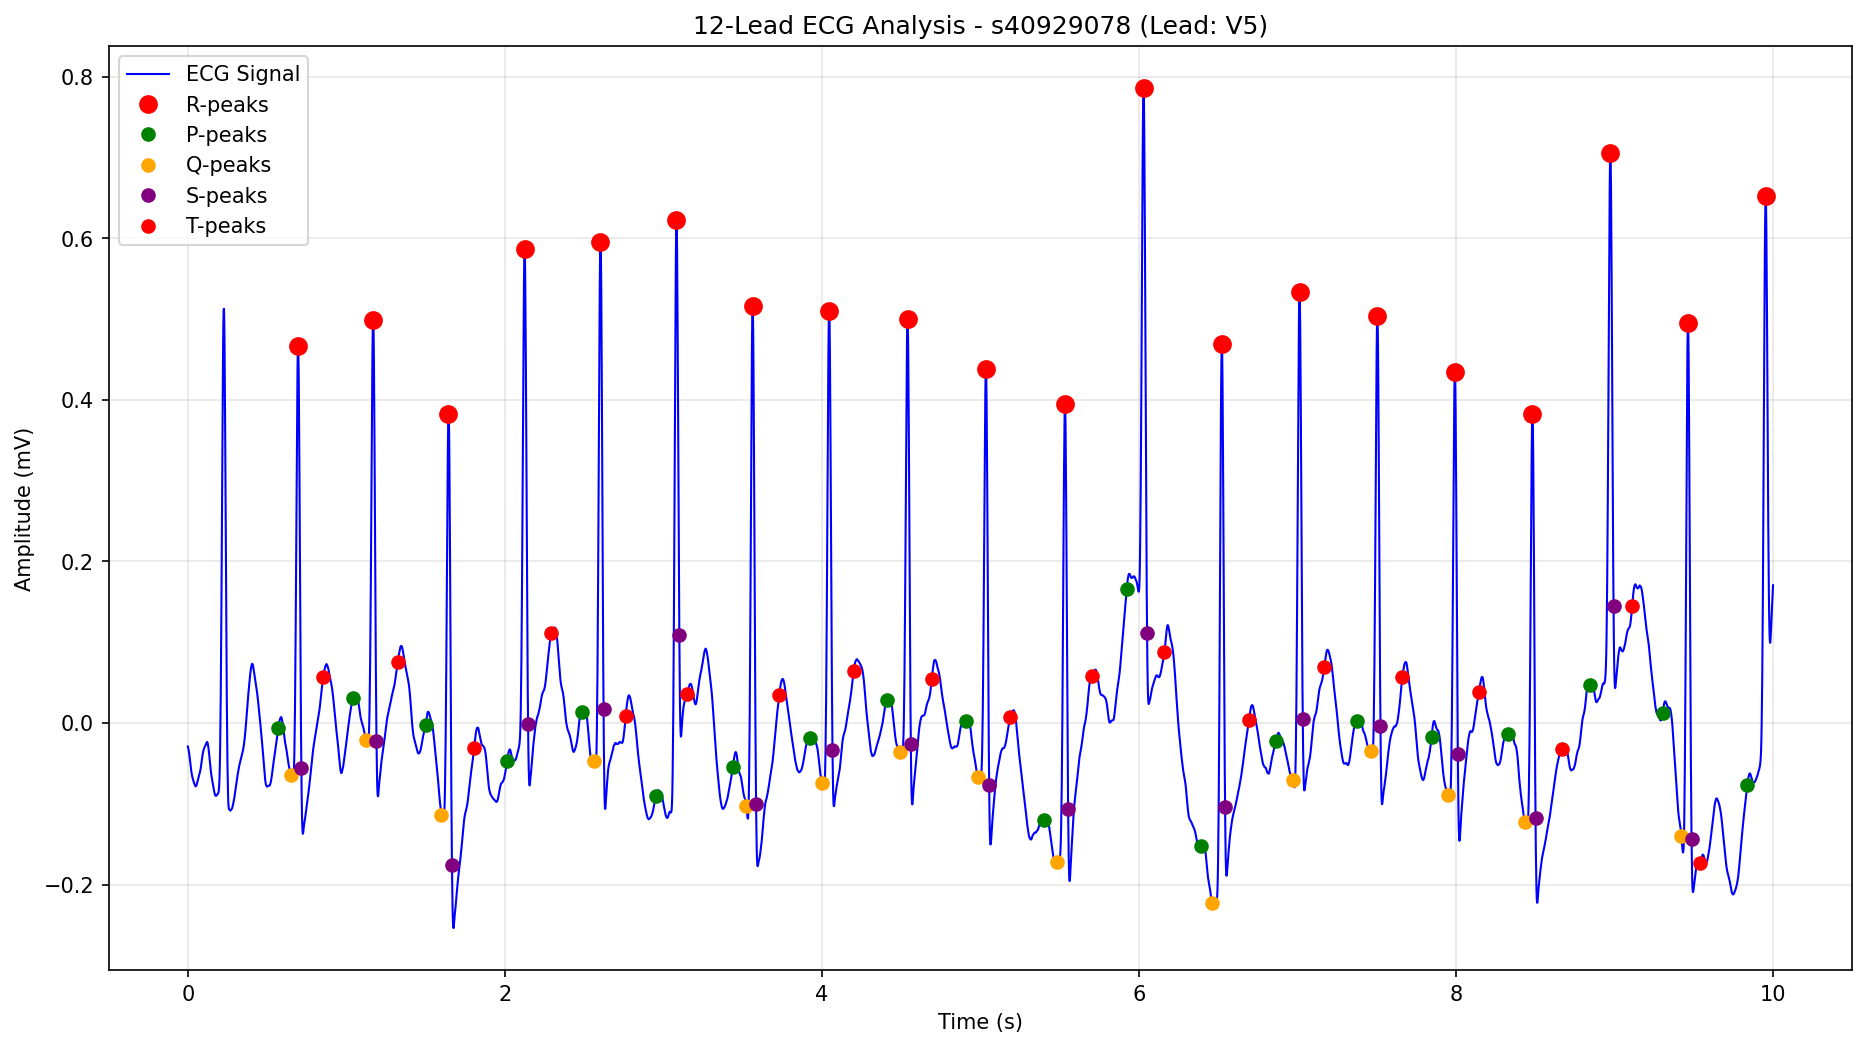 12-Lead ECG Analysis - s40929078 (Lead: V5)
ECG Signal
R-peaks
P-peaks
Q-peaks
S-peaks
T-peaks
Amplitude (mV)
0.8
0.6
0.4
0.2
0.0
−0.2
0 2 4 6 8 10
Time (s)